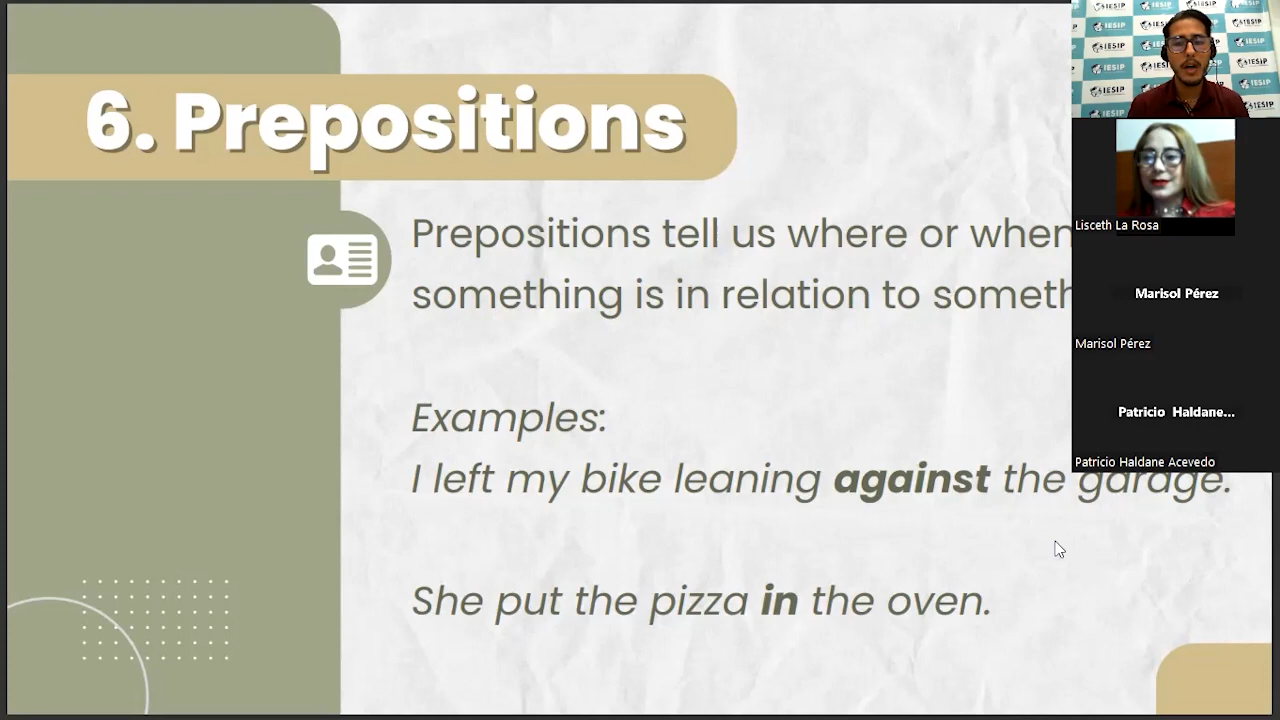 6. Prepositions
Prepositions tell us where or when
something is in relation to someth
Examples:
I left my bike leaning against the garage.
She put the pizza in the oven.
IESIP
Lisceth La Rosa
Marisol Pérez
Marisol Pérez
Patricio Haldane...
Patricio Haldane Acevedo